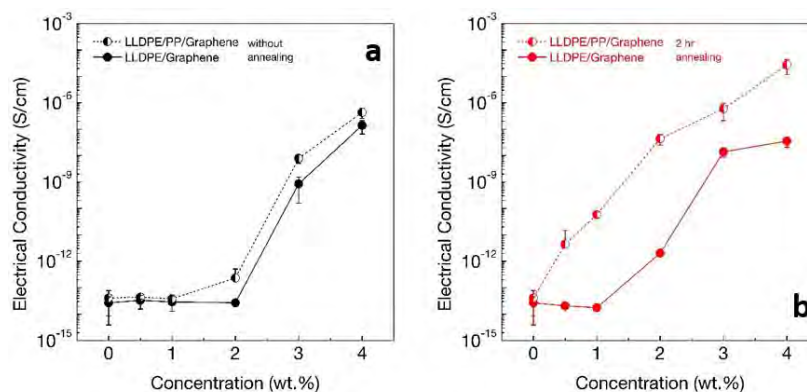 a
LLDPE/PP/Graphene without
LLDPE/Graphene annealing
Electrical Conductivity (S/cm)
10⁻³
10⁻⁶
10⁻⁹
10⁻¹²
10⁻¹⁵
0 1 2 3 4
Concentration (wt.%)
b
LLDPE/PP/Graphene 2 hr
LLDPE/Graphene annealing
Electrical Conductivity (S/cm)
10⁻³
10⁻⁶
10⁻⁹
10⁻¹²
10⁻¹⁵
0 1 2 3 4
Concentration (wt.%)